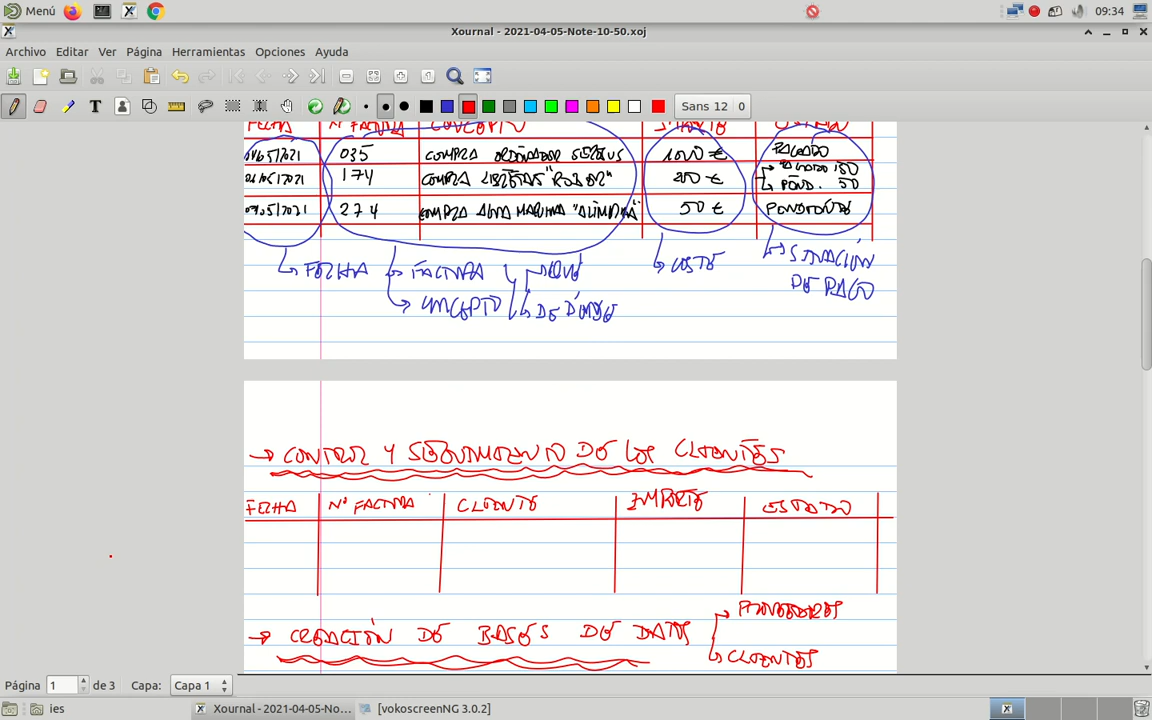 Menú 09:34
Xournal - 2021-04-05-Note-10-50.xoj
Archivo Editar Ver Página Herramientas Opciones Ayuda
T Sans 12 0
FECHA Nº FACTURA CONCEPTO IMPORTE ESTADO
035 COMPRA ORDENADOR 1000 € PAGADO
PAGADO 150
174 COMPRA LIBRETAS 200 €
PEND. 50
274 COMPRA 50 € PENDIENTE
FECHA FACTURA COSTE SITUACIÓN
CONCEPTO DE DÓNDE DE PAGO
→ CONTROL Y SEGUIMIENTO DE LOS CLIENTES
FECHA Nº FACTURA CLIENTE IMPORTE ESTADO
PROVEEDORES
→ CREACIÓN DE BASES DE DATOS
CLIENTES
Página 1 de 3 Capa: Capa 1
ies Xournal - 2021-04-05-No... [vokoscreenNG 3.0.2]